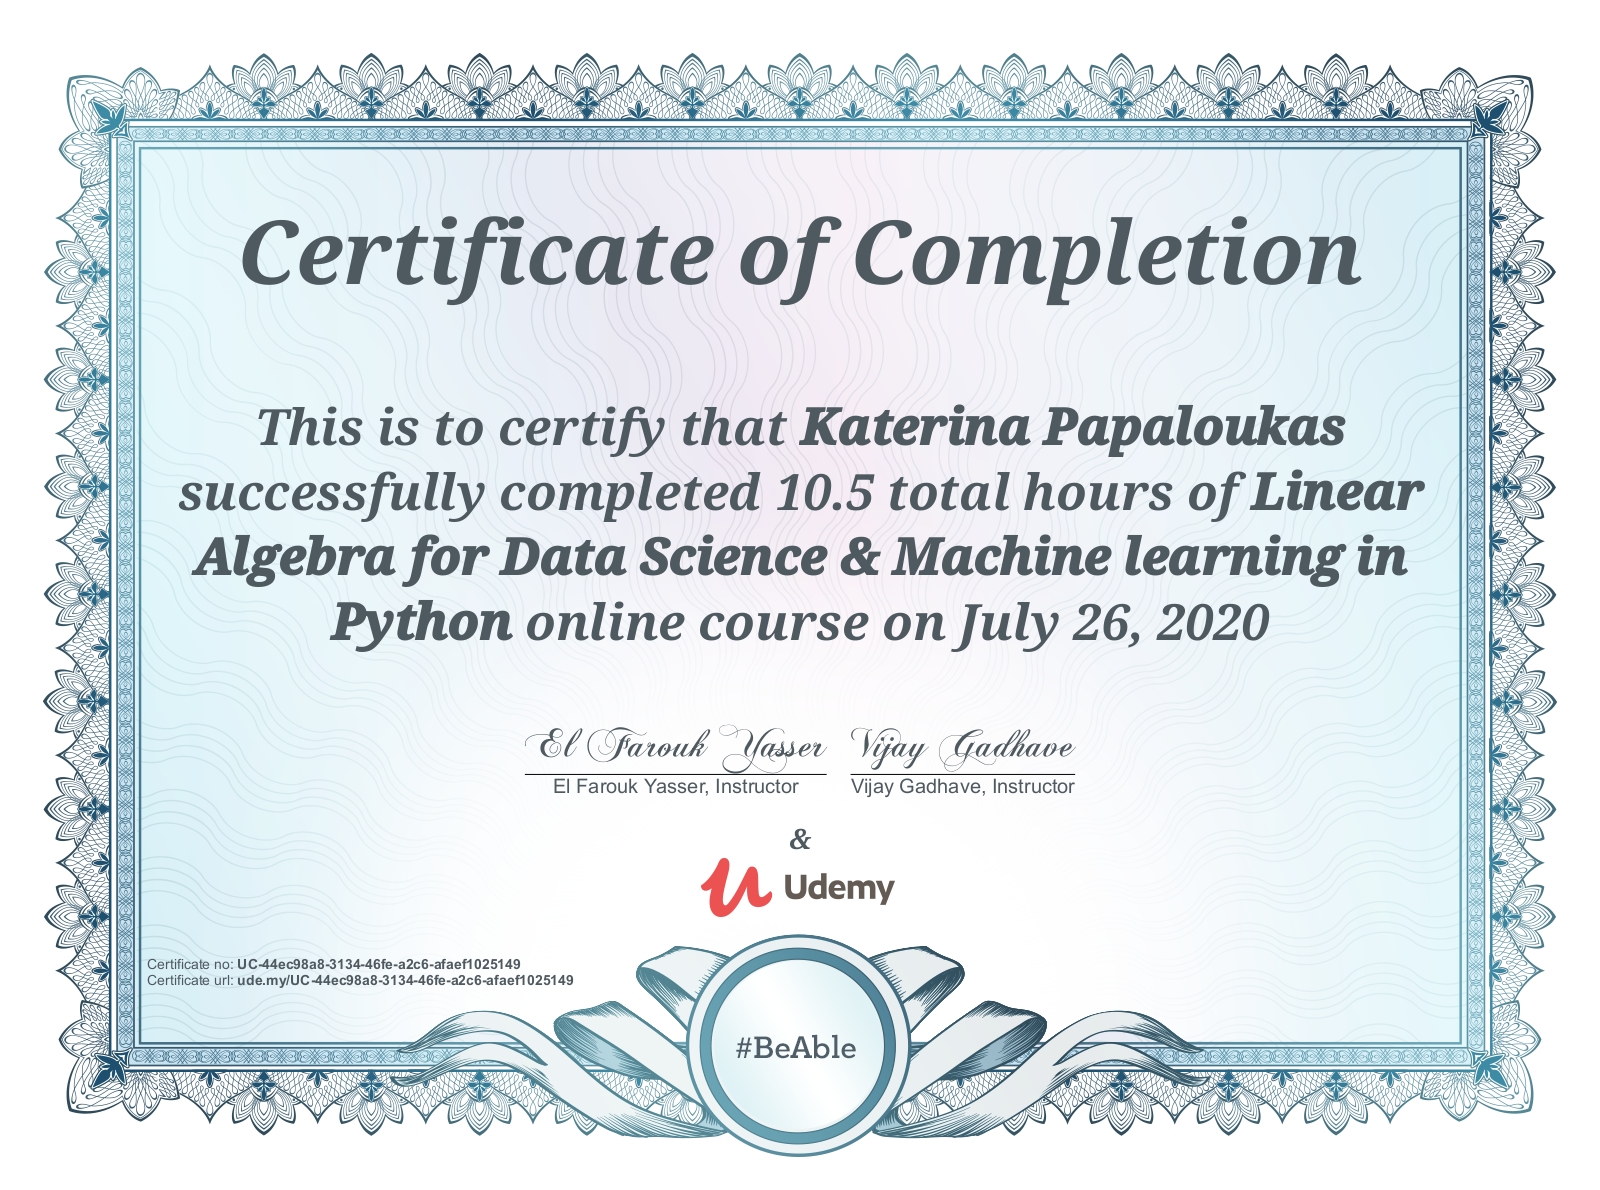 Certificate of Completion
This is to certify that Katerina Papaloukas
successfully completed 10.5 total hours of Linear
Algebra for Data Science & Machine learning in
Python online course on July 26, 2020
El Farouk Yasser Vijay Gadhave
El Farouk Yasser, Instructor Vijay Gadhave, Instructor
&
Udemy
Certificate no: UC-44ec98a8-3134-46fe-a2c6-afaef1025149
Certificate url: ude.my/UC-44ec98a8-3134-46fe-a2c6-afaef1025149
#BeAble